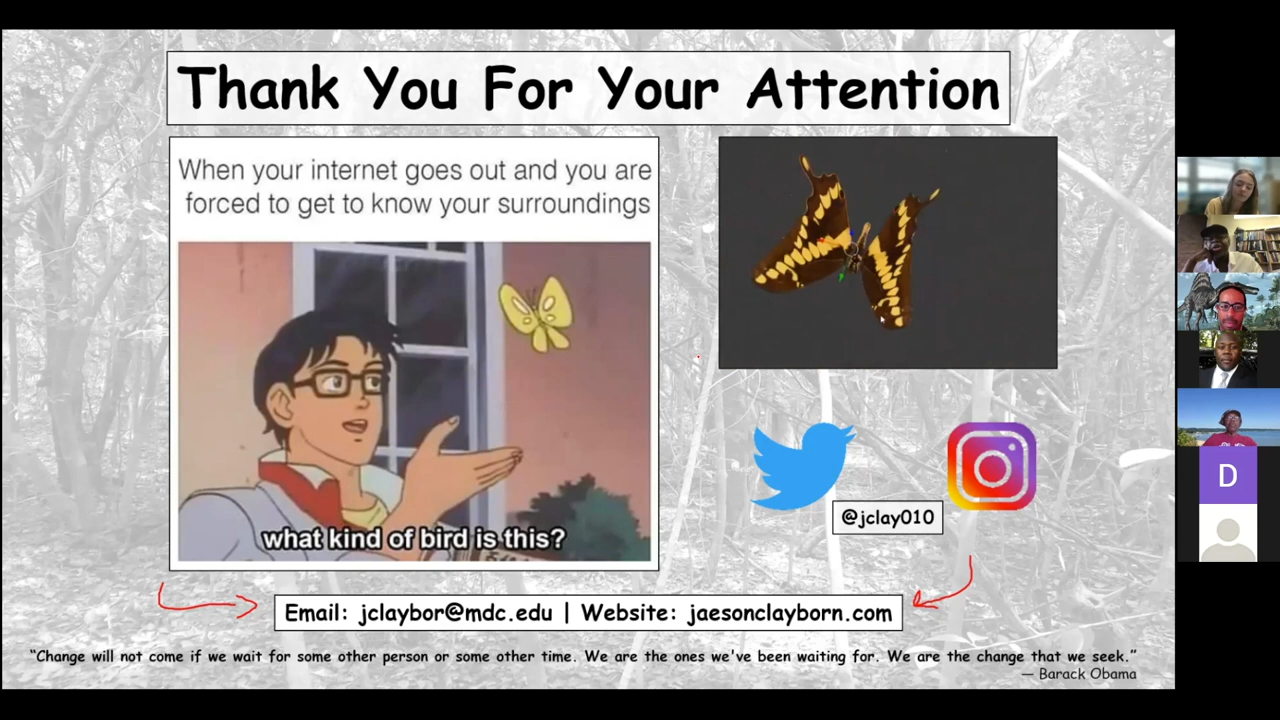 Thank You For Your Attention
When your internet goes out and you are
forced to get to know your surroundings
what kind of bird is this?
@jclay010
Email: jclaybor@mdc.edu | Website: jaesonclayborn.com
“Change will not come if we wait for some other person or some other time. We are the ones we've been waiting for. We are the change that we seek.”
— Barack Obama
D